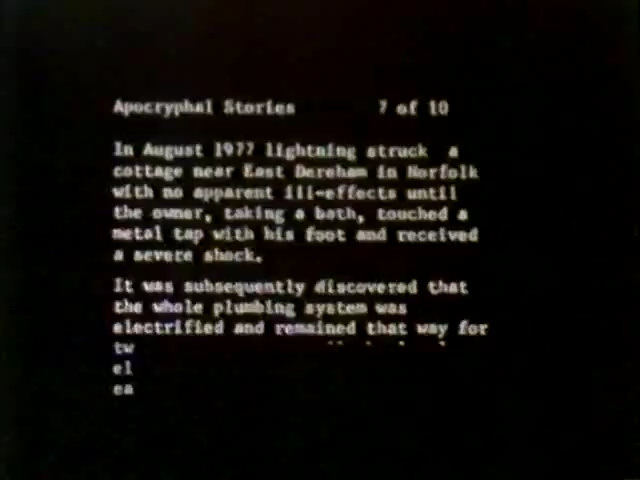 Apocryphal Stories 7 of 10
In August 1977 lightning struck a
cottage near East Dereham in Norfolk
with no apparent ill-effects until
the owner, taking a bath, touched a
metal tap with his foot and received
a severe shock.
It was subsequently discovered that
the whole plumbing system was
electrified and remained that way for
tw
el
ea